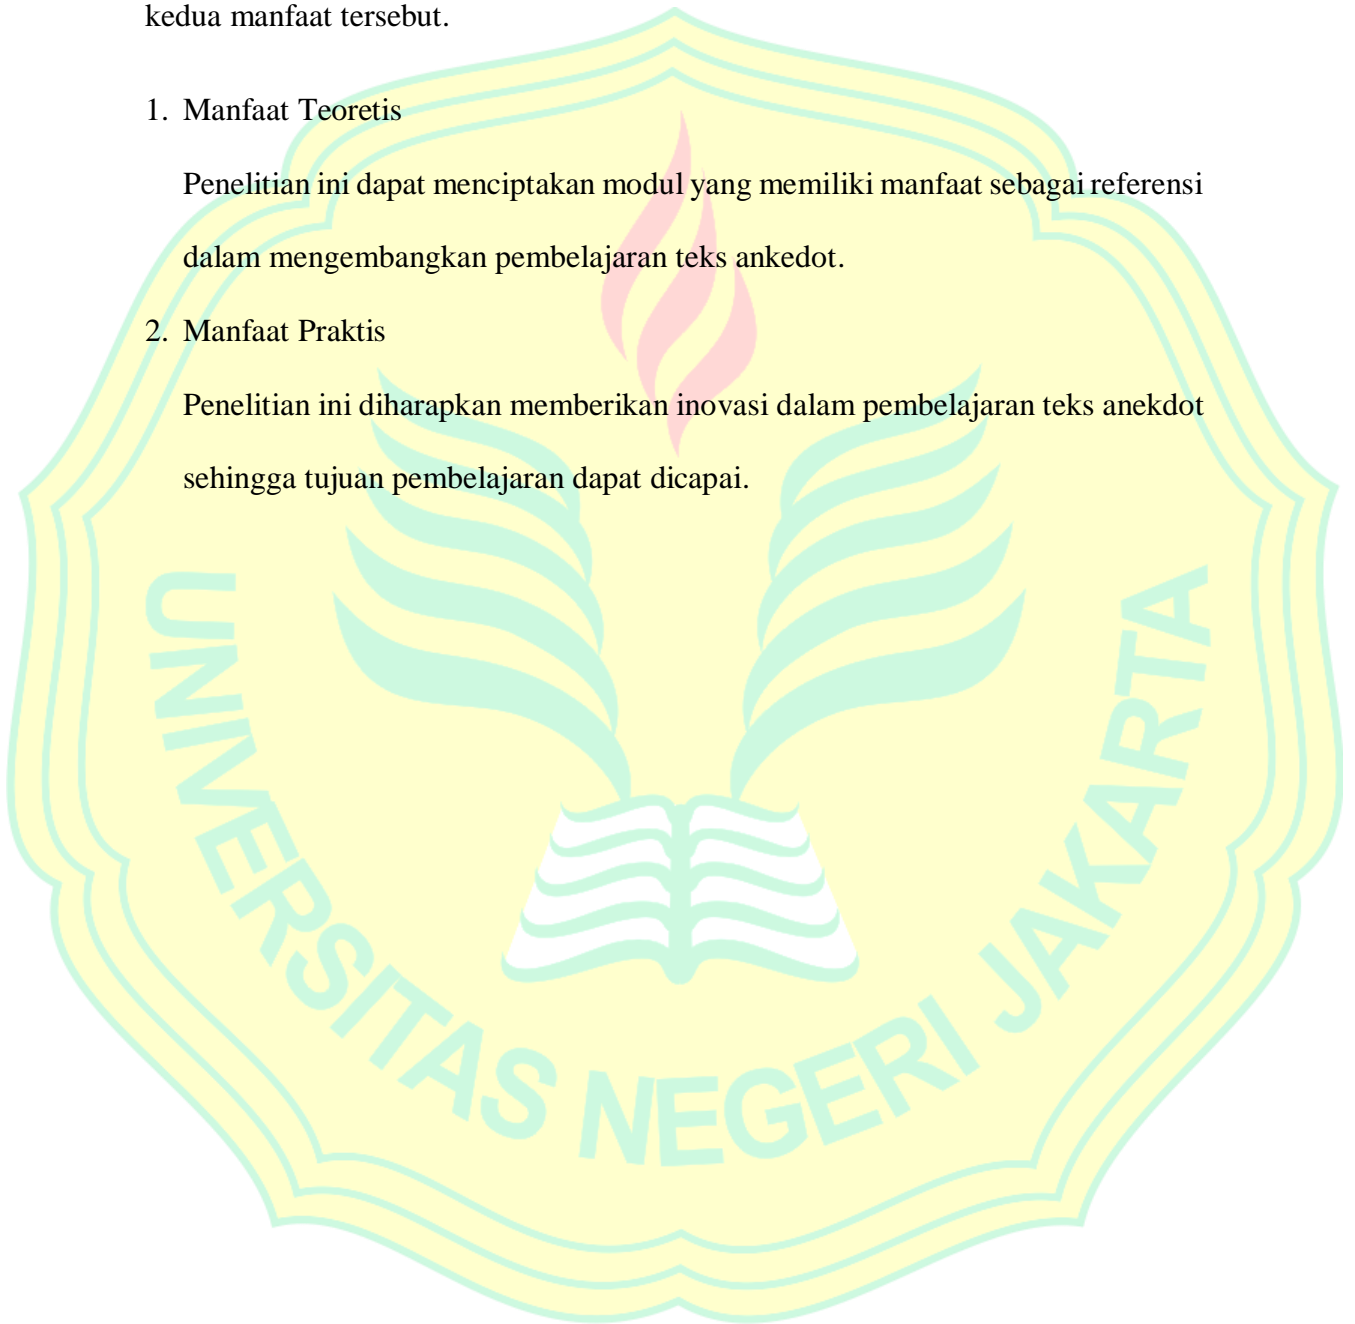 kedua manfaat tersebut.
1. Manfaat Teoretis
Penelitian ini dapat menciptakan modul yang memiliki manfaat sebagai referensi
dalam mengembangkan pembelajaran teks ankedot.
2. Manfaat Praktis
Penelitian ini diharapkan memberikan inovasi dalam pembelajaran teks anekdot
sehingga tujuan pembelajaran dapat dicapai.
UNIVERSITAS NEGERI JAKARTA